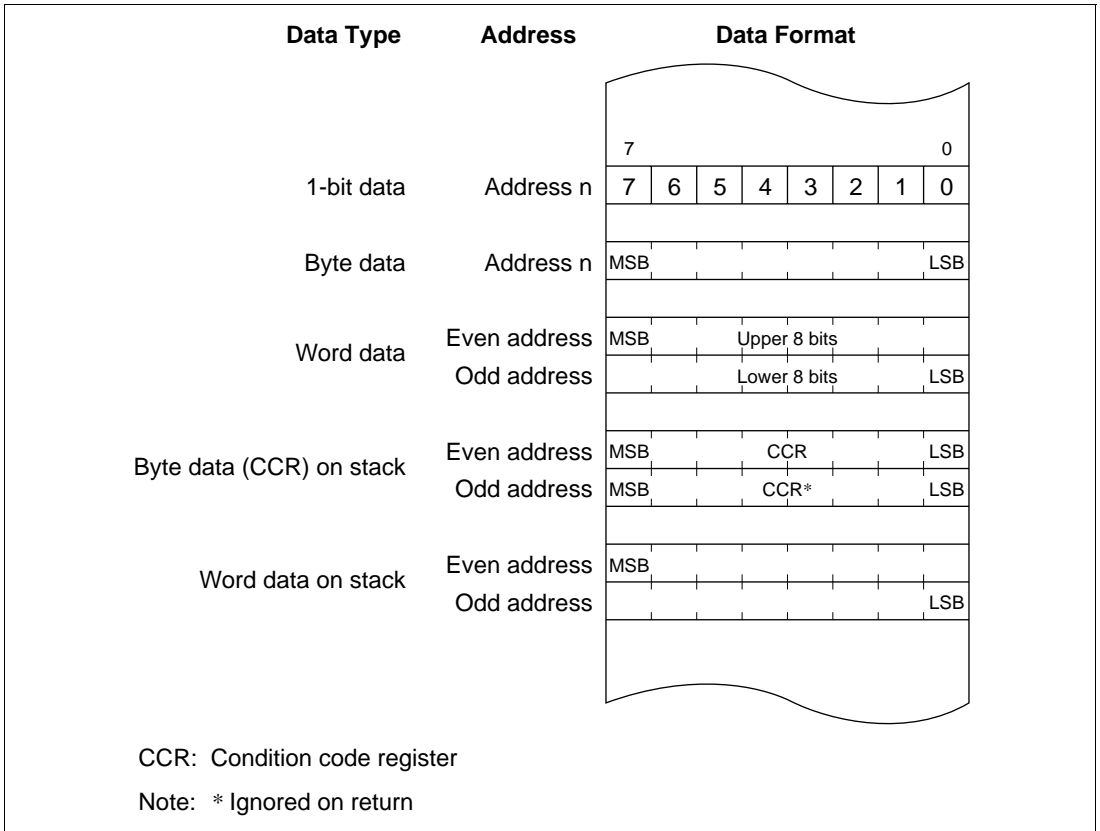 Data Type Address Data Format
7 0
1-bit data Address n 7 6 5 4 3 2 1 0
Byte data Address n MSB LSB
Word data Even address MSB Upper 8 bits
Odd address Lower 8 bits LSB
Byte data (CCR) on stack Even address MSB CCR LSB
Odd address MSB CCR* LSB
Word data on stack Even address MSB
Odd address LSB
CCR: Condition code register
Note: * Ignored on return